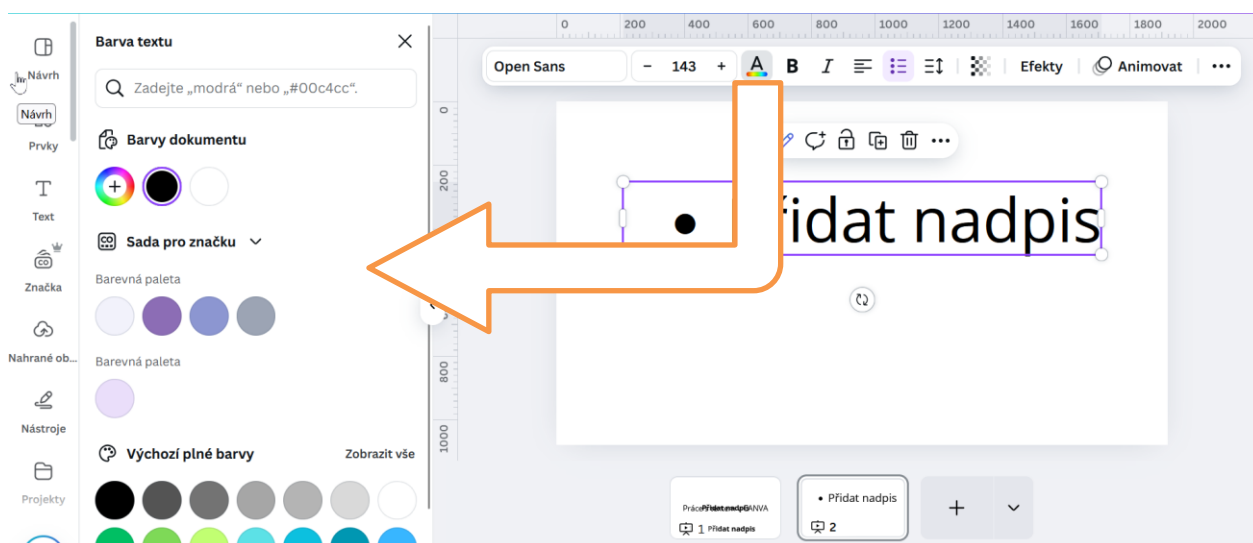 Návrh
Návrh
Prvky
Text
Značka
Nahrané ob...
Nástroje
Projekty
Barva textu
Zadejte „modrá" nebo „#00c4cc".
Barvy dokumentu
Sada pro značku
Barevná paleta
Barevná paleta
Výchozí plné barvy
Zobrazit vše
0 200 400 600 800 1000 1200 1400 1600 1800 2000
Open Sans
- 143 +
A B I
Efekty
Animovat
0
200
800
1000
• řidat nadpis
1 Přidat nadpis
• Přidat nadpis
2